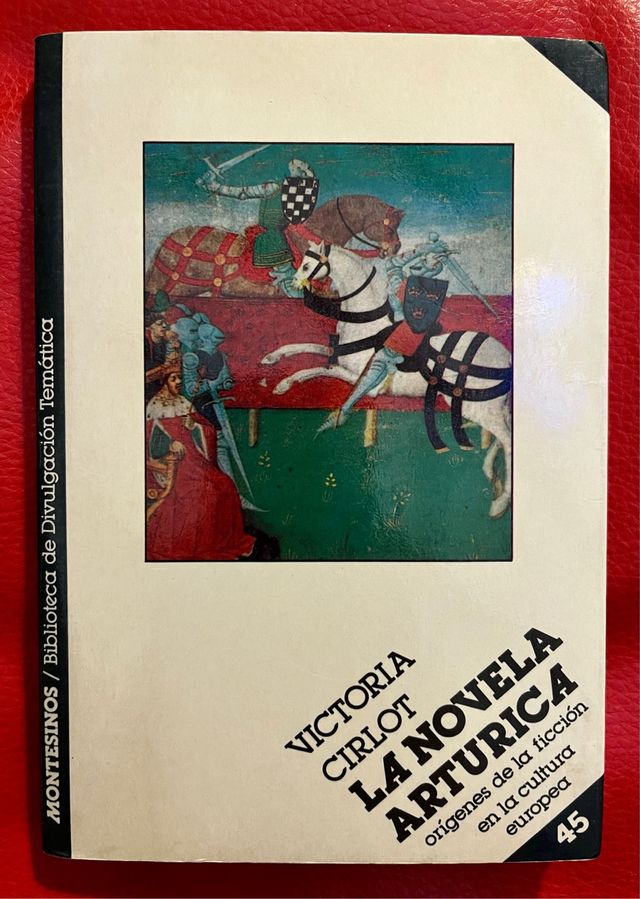 MONTESINOS / Biblioteca de Divulgación Temática
VICTORIA
CIRLOT
LA NOVELA
ARTURICA
orígenes de la ficción
en la cultura
europea
45